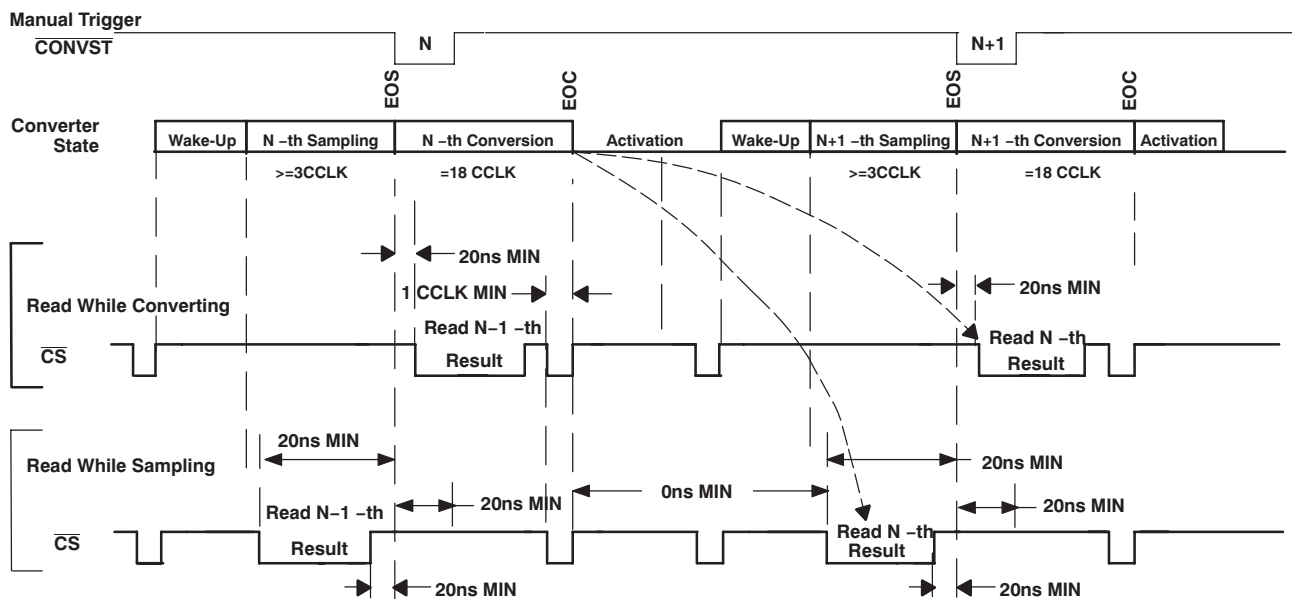 Manual Trigger
CONVST
N
N+1
EOS
EOC
EOS
EOC
Converter
State
Wake-Up
N −th Sampling
N −th Conversion
Activation
Wake-Up
N+1 −th Sampling
N+1 −th Conversion
Activation
>=3CCLK
=18 CCLK
>=3CCLK
=18 CCLK
20ns MIN
20ns MIN
1 CCLK MIN
Read While Converting
Read N−1 −th
Result
Read N −th
Result
CS
20ns MIN
Read While Sampling
20ns MIN
0ns MIN
20ns MIN
20ns MIN
Read N−1 −th
Result
Read N −th
Result
CS
20ns MIN
20ns MIN